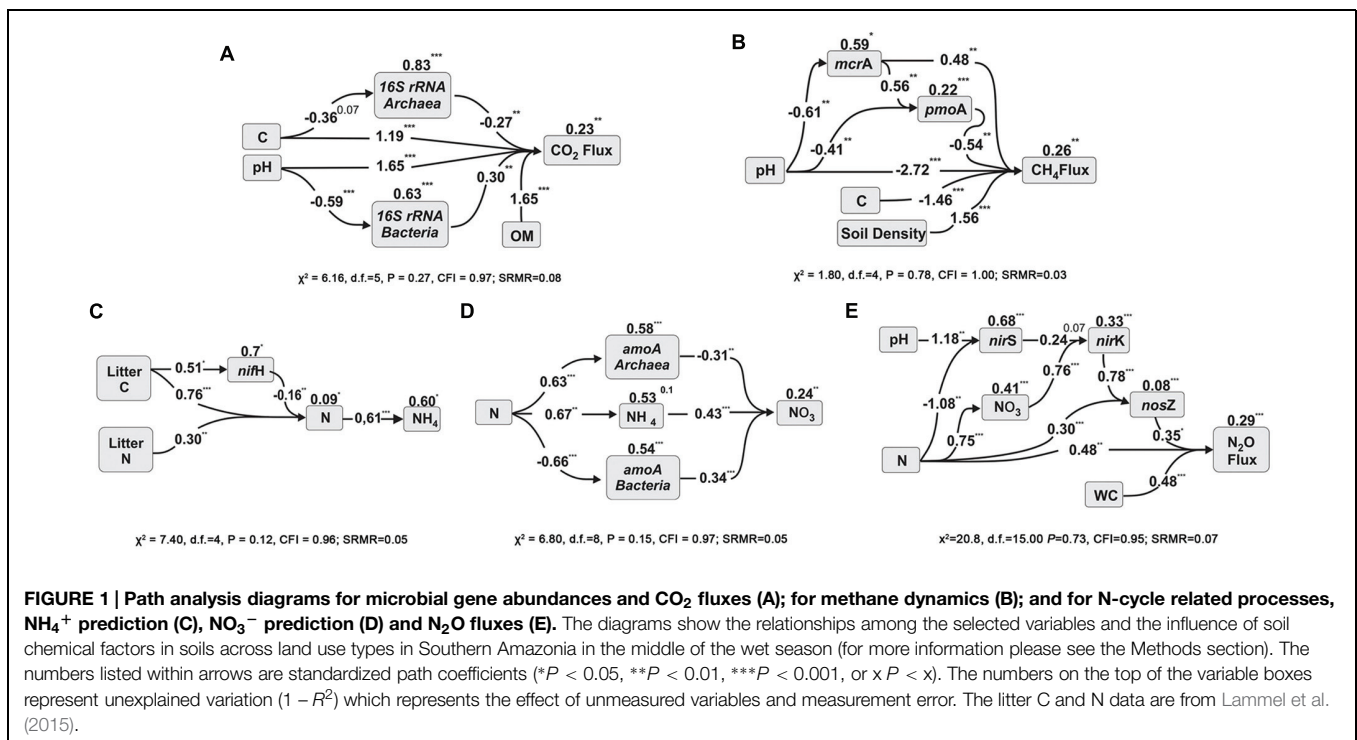 A
0.83***
16S rRNA
Archaea
-0.36 0.07
-0.27**
C
1.19***
0.23**
CO₂ Flux
pH
1.65***
0.30**
-0.59***
0.63***
16S rRNA
Bacteria
1.65***
OM
χ² = 6.16, d.f.=5, P = 0.27, CFI = 0.97; SRMR=0.08
B
0.59*
mcrA
0.48**
0.56**
0.22***
pmoA
-0.61**
-0.41**
-0.54**
0.26**
pH
-2.72***
CH₄Flux
C
-1.46***
Soil Density
1.56***
χ² = 1.80, d.f.=4, P = 0.78, CFI = 1.00; SRMR=0.03
C
0.7*
Litter
C
0.51*
nifH
0.76***
-0.16**
0.09*
N
0,61***
0.60*
NH₄
Litter
N
0.30**
χ² = 7.40, d.f.=4, P = 0.12, CFI = 0.96; SRMR=0.05
D
0.58***
amoA
Archaea
-0.31**
0.63***
N
0.67**
0.53 0.1
NH₄
0.43***
0.24**
NO₃
-0.66***
0.54***
amoA
Bacteria
0.34***
χ² = 6.80, d.f.=8, P = 0.15, CFI = 0.97; SRMR=0.05
E
0.68***
0.33***
pH
1.18**
nirS
0.24 0.07
nirK
0.41***
NO₃
0.76***
0.78***
0.08***
nosZ
-1.08**
0.75***
0.30***
0.35*
0.29***
N
0.48**
N₂O
Flux
WC
0.48***
x²=20.8, d.f.=15.00 P=0.73, CFI=0.95; SRMR=0.07
FIGURE 1 | Path analysis diagrams for microbial gene abundances and CO₂ fluxes (A); for methane dynamics (B); and for N-cycle related processes,
NH₄⁺ prediction (C), NO₃⁻ prediction (D) and N₂O fluxes (E). The diagrams show the relationships among the selected variables and the influence of soil
chemical factors in soils across land use types in Southern Amazonia in the middle of the wet season (for more information please see the Methods section). The
numbers listed within arrows are standardized path coefficients (*P < 0.05, **P < 0.01, ***P < 0.001, or x P < x). The numbers on the top of the variable boxes
represent unexplained variation (1 – R²) which represents the effect of unmeasured variables and measurement error. The litter C and N data are from Lammel et al.
(2015).